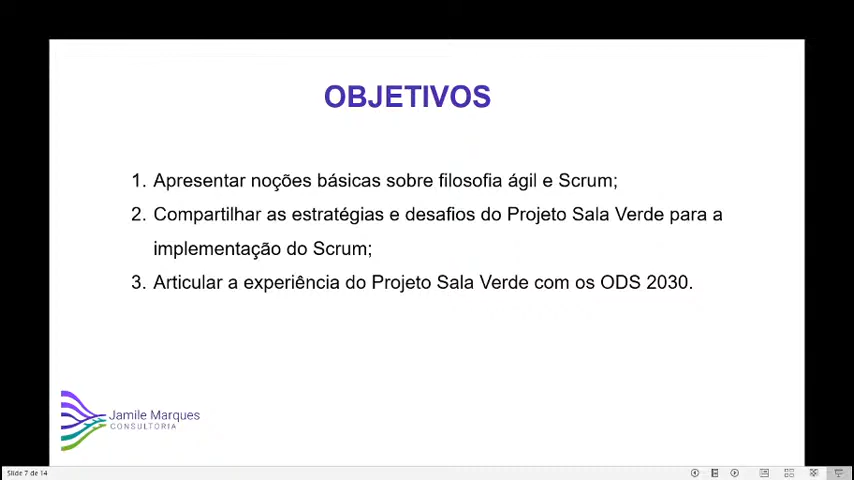 OBJETIVOS
1. Apresentar noções básicas sobre filosofia ágil e Scrum;
2. Compartilhar as estratégias e desafios do Projeto Sala Verde para a
implementação do Scrum;
3. Articular a experiência do Projeto Sala Verde com os ODS 2030.
Jamile Marques
CONSULTORIA
Slide 7 de 14